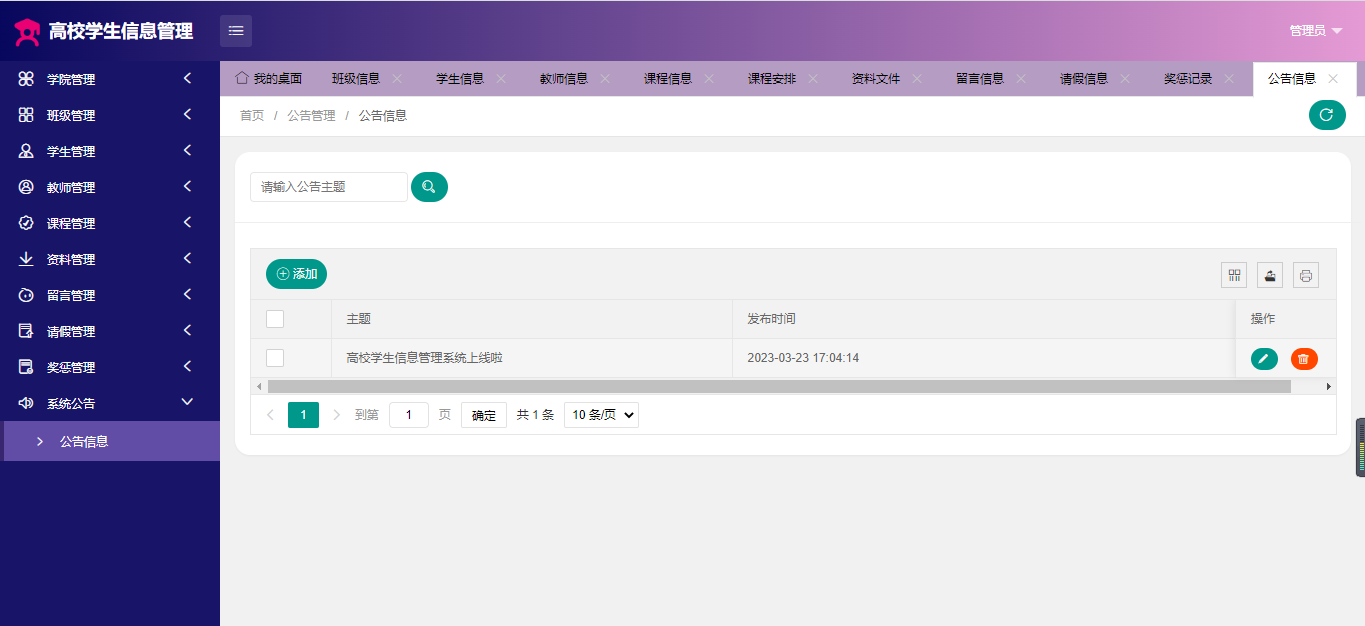 高校学生信息管理
管理员
学院管理
班级管理
学生管理
教师管理
课程管理
资料管理
留言管理
请假管理
奖惩管理
系统公告
公告信息
我的桌面 班级信息 学生信息 教师信息 课程信息 课程安排 资料文件 留言信息 请假信息 奖惩记录 公告信息
首页 / 公告管理 / 公告信息
请输入公告主题
添加
主题 发布时间 操作
高校学生信息管理系统上线啦 2023-03-23 17:04:14
1 到第 1 页 确定 共 1 条 10 条/页